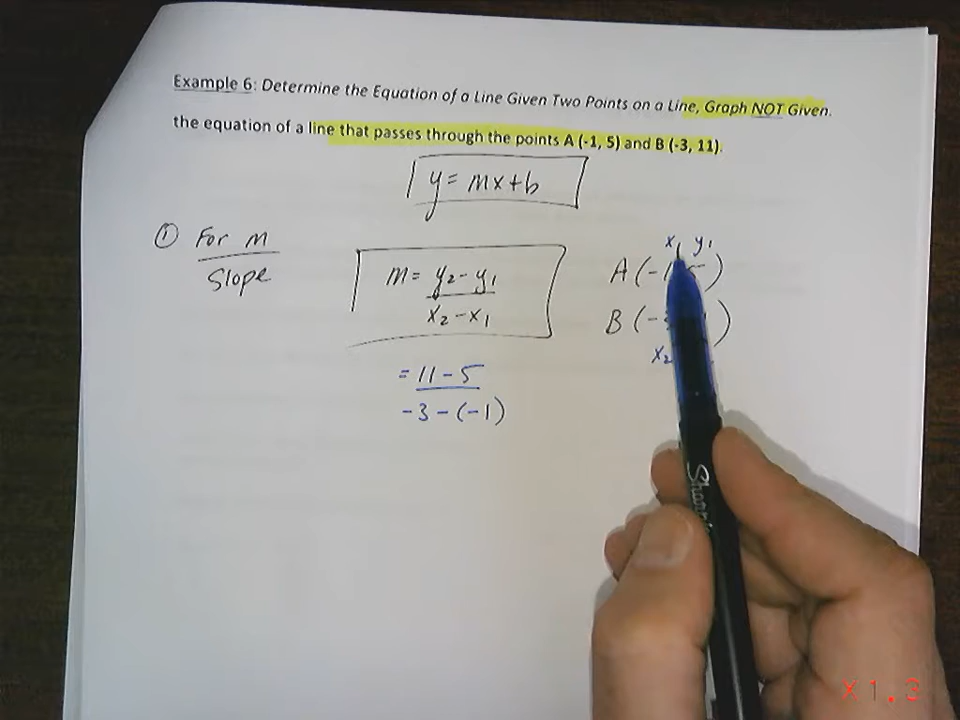 Example 6: Determine the Equation of a Line Given Two Points on a Line, Graph NOT Given.
the equation of a line that passes through the points A (-1, 5) and B (-3, 11).
y = mx+b
① For m
Slope
m = y₂ - y₁
x₂ - x₁
= 11 - 5
-3 - (-1)
x₁ y₁
A (-1
B (-
x₂
Sharp
x1.3